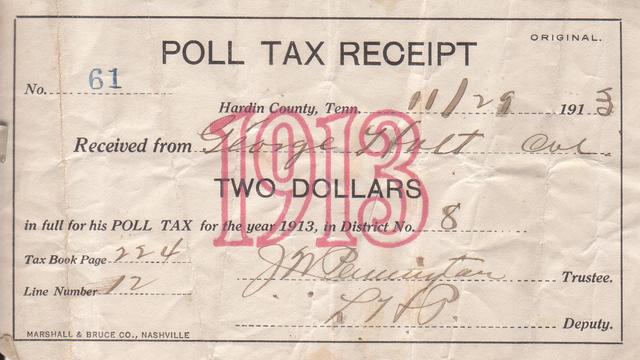 ORIGINAL.
POLL TAX RECEIPT
No. 61
Hardin County, Tenn. 11/29 1913
Received from George Holt Col.
1913
TWO DOLLARS
in full for his POLL TAX for the year 1913, in District No. 8
Tax Book Page 224
Line Number 12
J W Pennington Trustee.
Deputy.
MARSHALL & BRUCE CO., NASHVILLE